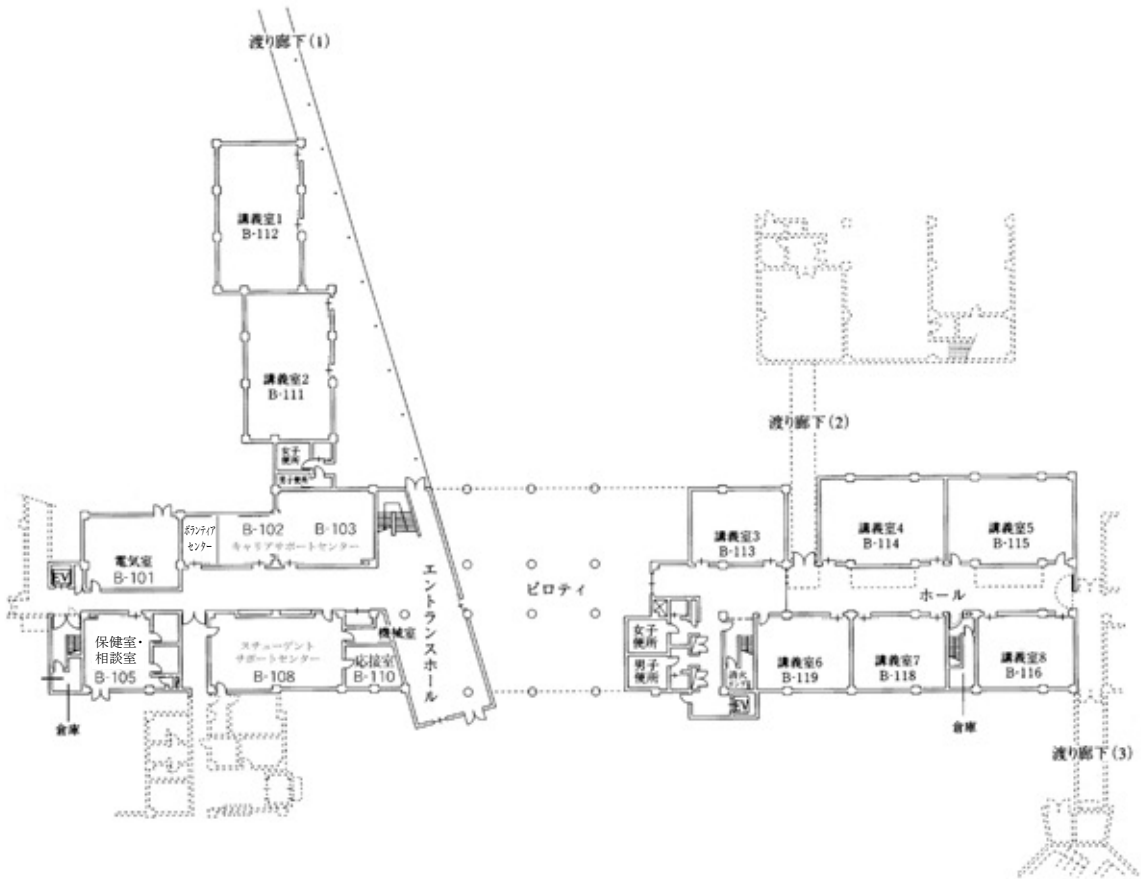 渡り廊下(1)
講義室1
B-112
講義室2
B-111
渡り廊下(2)
女子
便所
男子便所
ボランティア
センター
B-102
B-103
キャリアサポートセンター
電気室
B-101
EV
講義室3
B-113
講義室4
B-114
講義室5
B-115
エントランスホール
ピロティ
ホール
保健室・
相談室
B-105
スチューデント
サポートセンター
B-108
機械室
応接室
B-110
女子
便所
男子
便所
消火
ポンプ
EV
講義室6
B-119
講義室7
B-118
講義室8
B-116
倉庫
倉庫
渡り廊下(3)